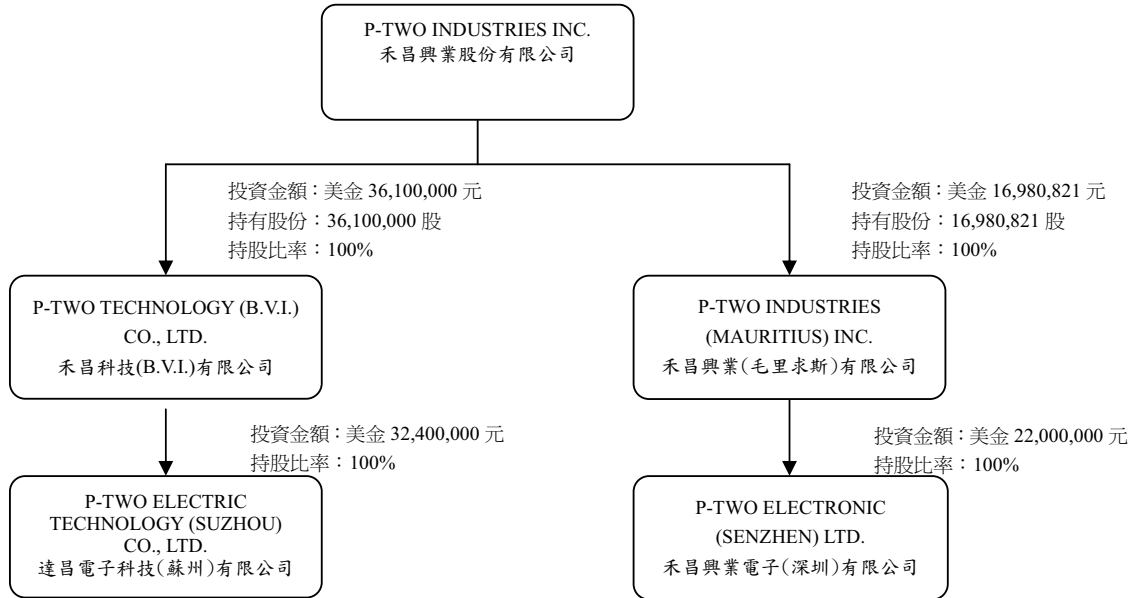 P-TWO INDUSTRIES INC.
禾昌興業股份有限公司
投資金額：美金 36,100,000 元
持有股份：36,100,000 股
持股比率：100%
投資金額：美金 16,980,821 元
持有股份：16,980,821 股
持股比率：100%
P-TWO TECHNOLOGY (B.V.I.)
CO., LTD.
禾昌科技(B.V.I.)有限公司
P-TWO INDUSTRIES
(MAURITIUS) INC.
禾昌興業(毛里求斯)有限公司
投資金額：美金 32,400,000 元
持股比率：100%
投資金額：美金 22,000,000 元
持股比率：100%
P-TWO ELECTRIC
TECHNOLOGY (SUZHOU)
CO., LTD.
達昌電子科技(蘇州)有限公司
P-TWO ELECTRONIC
(SENZHEN) LTD.
禾昌興業電子(深圳)有限公司